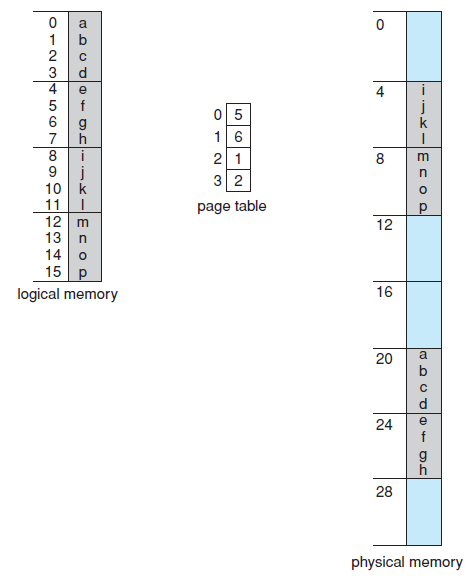 0 a
1 b
2 c
3 d
4 e
5 f
6 g
7 h
8 i
9 j
10 k
11 l
12 m
13 n
14 o
15 p
logical memory
0 5
1 6
2 1
3 2
page table
0
4 i
j
k
l
8 m
n
o
p
12
16
20 a
b
c
d
24 e
f
g
h
28
physical memory